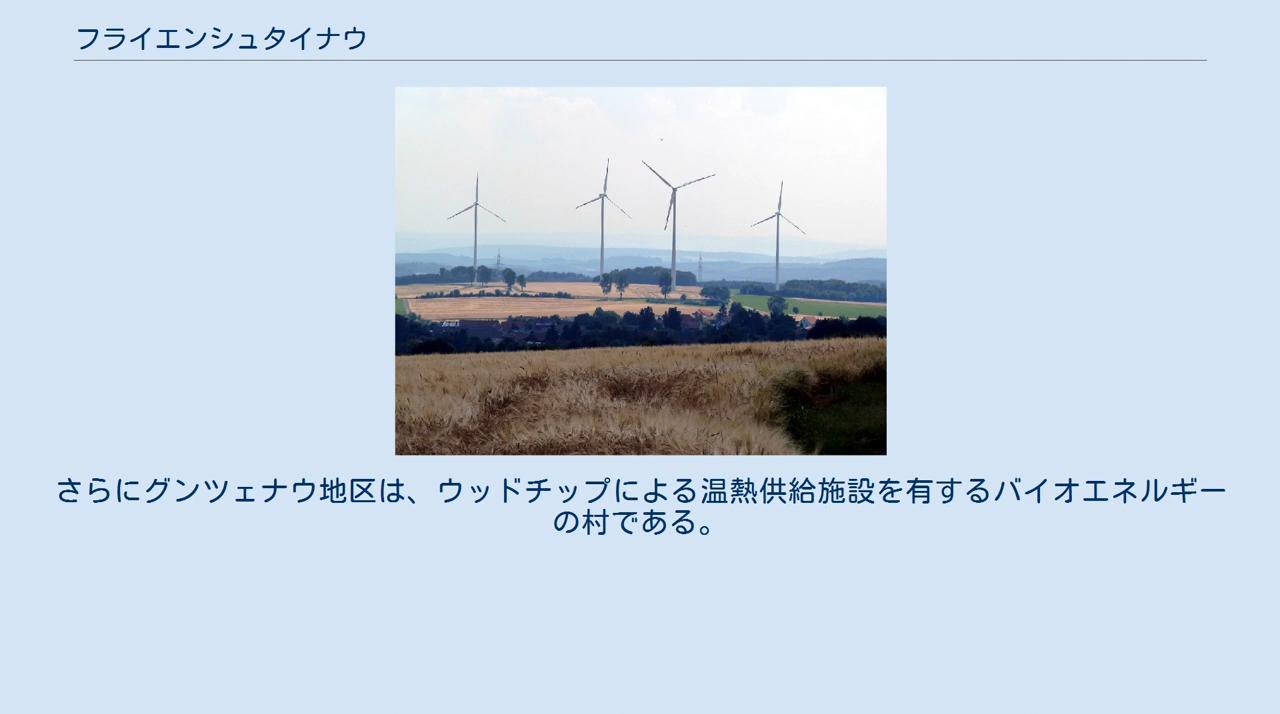 フライエンシュタイナウ
さらにグンツェナウ地区は、ウッドチップによる温熱供給施設を有するバイオエネルギー
の村である。